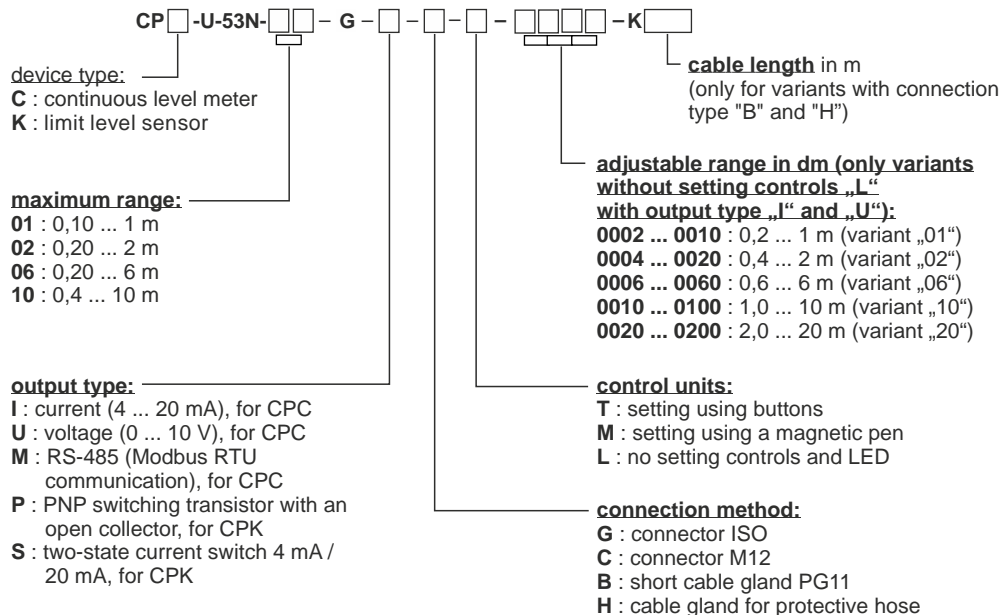 CP -U-53N- – G – – – – – K
device type:
C : continuous level meter
K : limit level sensor
cable length in m
(only for variants with connection
type "B" and "H”)
maximum range:
01 : 0,10 ... 1 m
02 : 0,20 ... 2 m
06 : 0,20 ... 6 m
10 : 0,4 ... 10 m
adjustable range in dm (only variants
without setting controls „L“
with output type „I“ and „U“):
0002 ... 0010 : 0,2 ... 1 m (variant „01“)
0004 ... 0020 : 0,4 ... 2 m (variant „02“)
0006 ... 0060 : 0,6 ... 6 m (variant „06“)
0010 ... 0100 : 1,0 ... 10 m (variant „10“)
0020 ... 0200 : 2,0 ... 20 m (variant „20“)
output type:
I : current (4 ... 20 mA), for CPC
U : voltage (0 ... 10 V), for CPC
M : RS-485 (Modbus RTU
communication), for CPC
P : PNP switching transistor with an
open collector, for CPK
S : two-state current switch 4 mA /
20 mA, for CPK
control units:
T : setting using buttons
M : setting using a magnetic pen
L : no setting controls and LED
connection method:
G : connector ISO
C : connector M12
B : short cable gland PG11
H : cable gland for protective hose